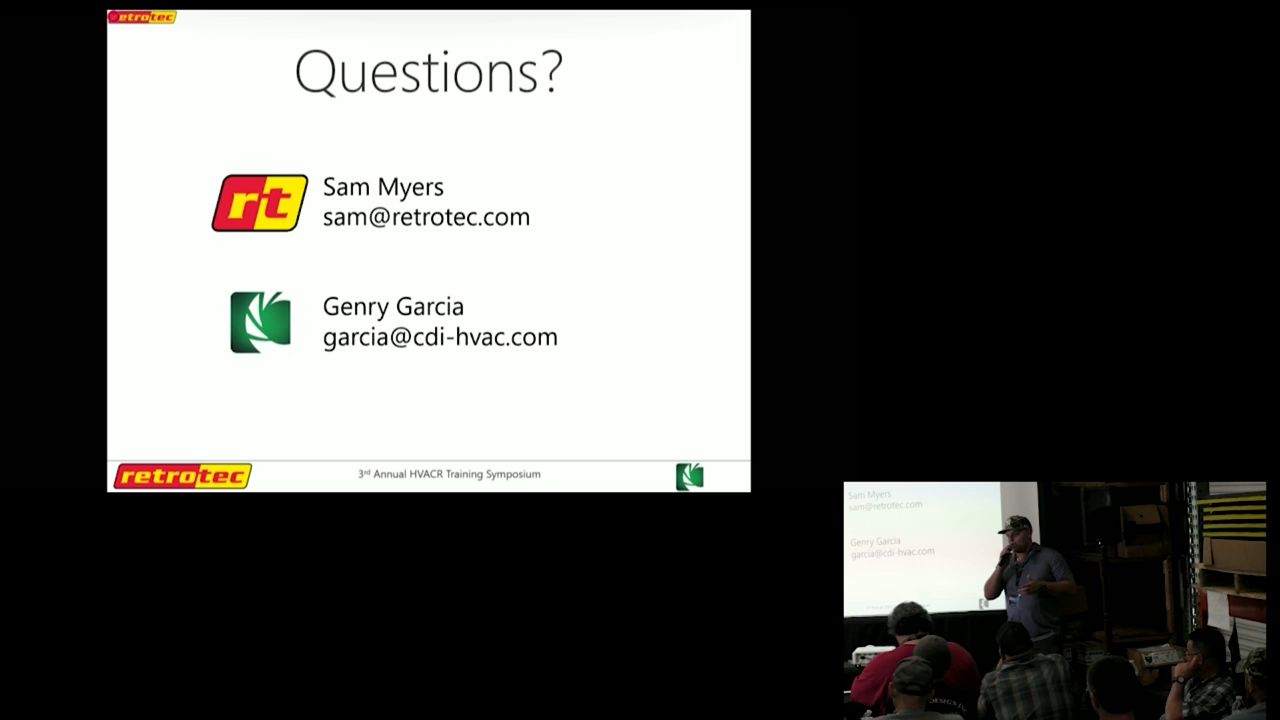 retrotec
Questions?
rt
Sam Myers
sam@retrotec.com
Genry Garcia
garcia@cdi-hvac.com
retrotec
3rd Annual HVACR Training Symposium
Sam Myers
sam@retrotec.com
Genry Garcia
garcia@cdi-hvac.com